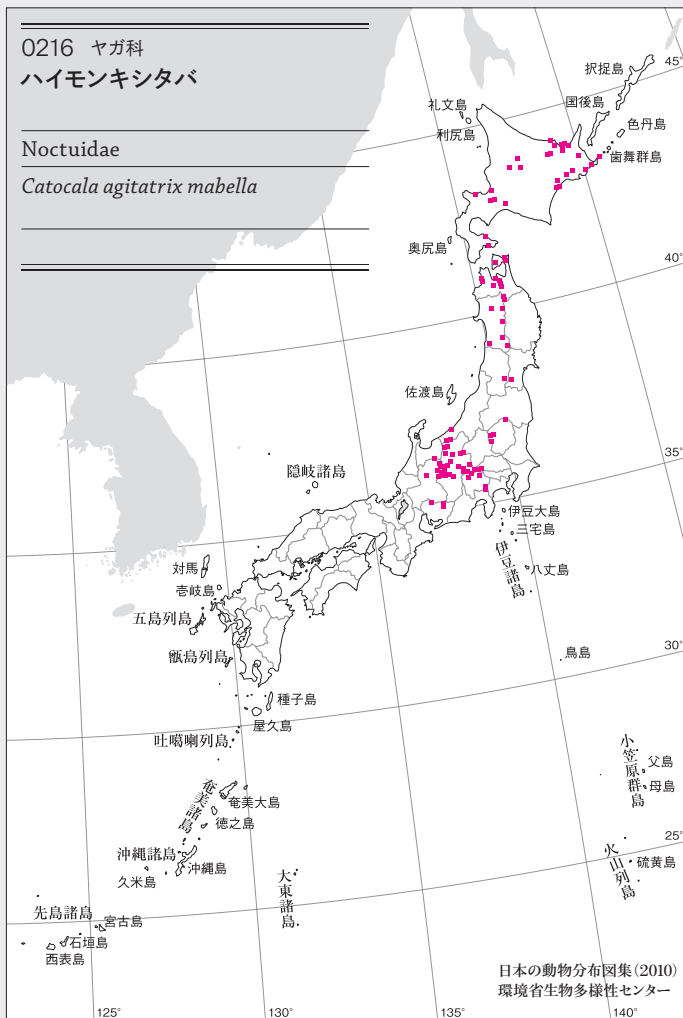 0216 ヤガ科
ハイモンキシタバ
Noctuidae
Catocala agitatrix mabella
択捉島
45°
国後島
礼文島
色丹島
利尻島
歯舞群島
奥尻島
40°
佐渡島
35°
隠岐諸島
伊豆大島
三宅島
伊豆諸島
八丈島
対馬
壱岐島
五島列島
甑島列島
鳥島
30°
種子島
屋久島
吐噶喇列島
小笠原群島
父島
母島
奄美諸島
奄美大島
徳之島
25°
沖縄諸島
沖縄島
久米島
火山列島
硫黄島
大東諸島
先島諸島
宮古島
石垣島
西表島
日本の動物分布図集(2010)
環境省生物多様性センター
125°
130°
135°
140°